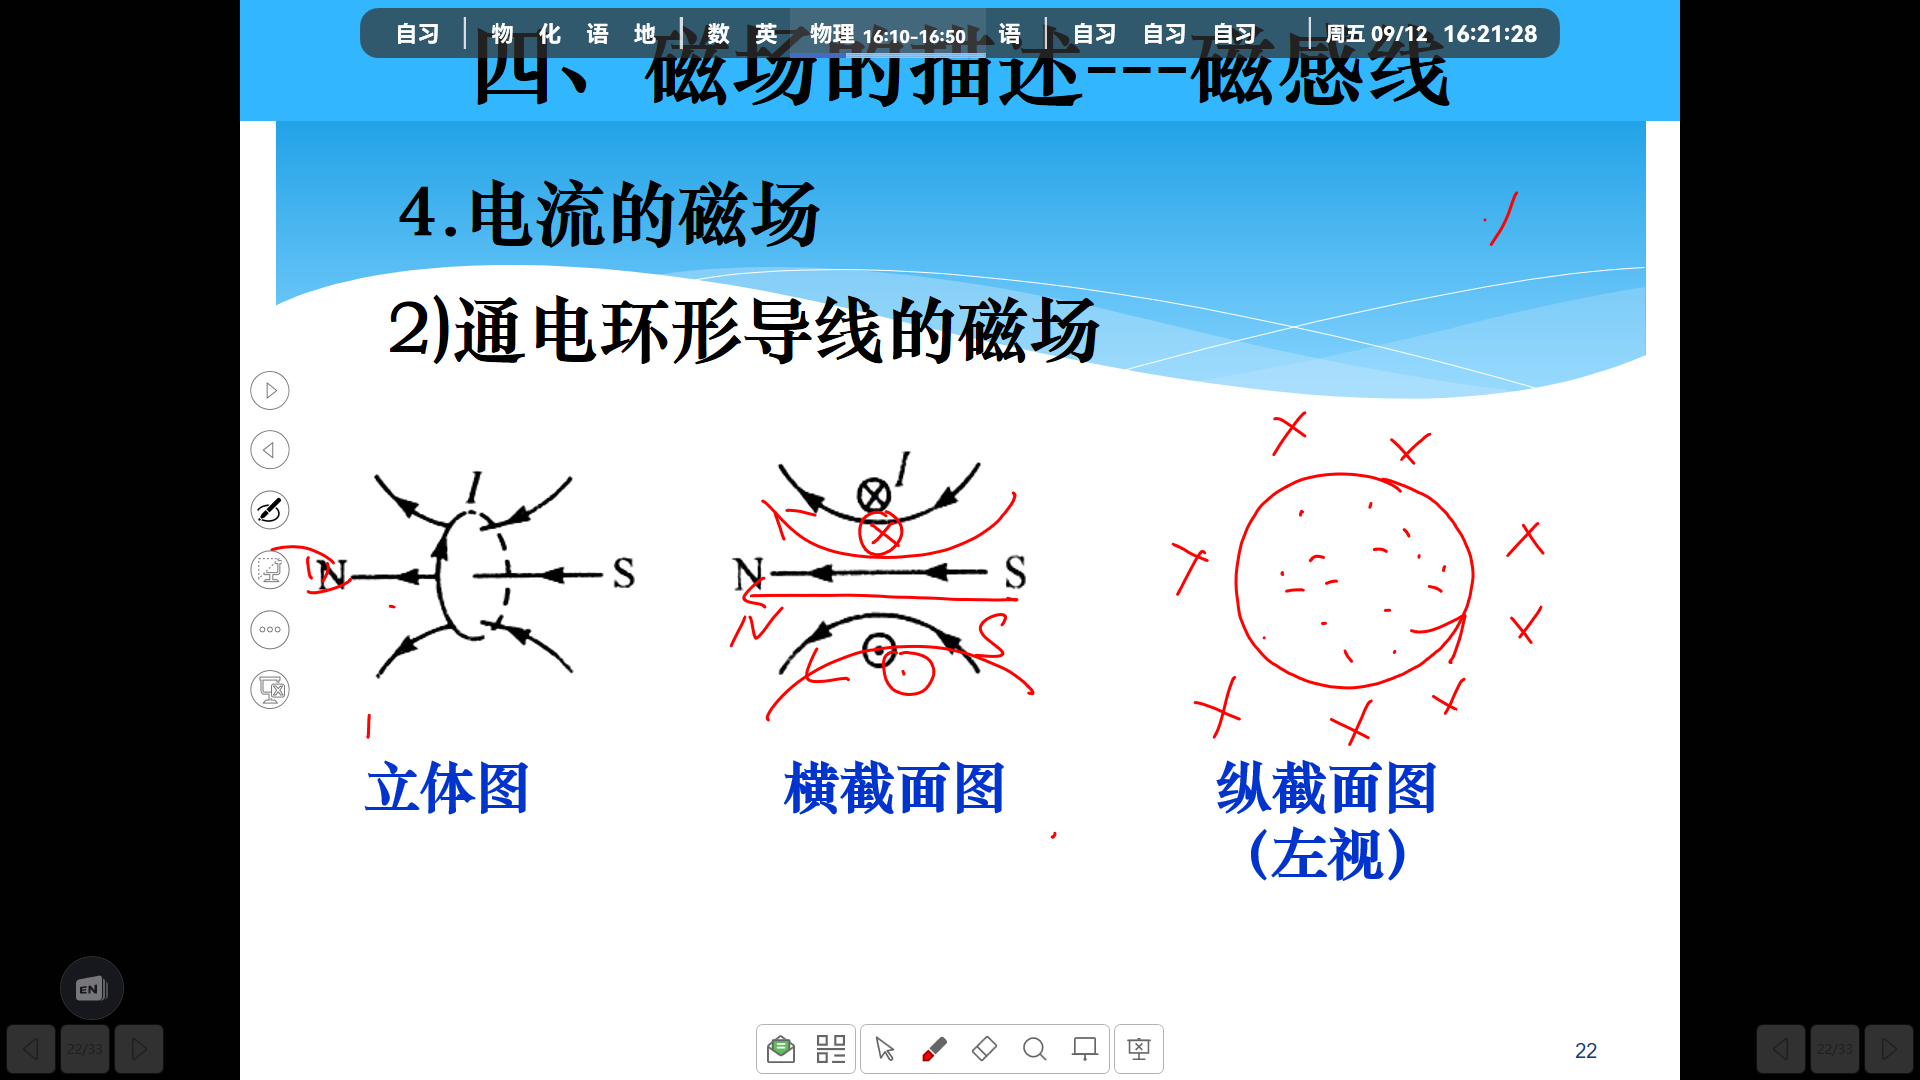 自习 物 化 语 地 数 英 物理 16:10-16:50 语 自习 自习 自习 周五 09/12 16:21:28
四、磁场的描述---磁感线
4.电流的磁场
2)通电环形导线的磁场
I I
N S N S
N S
立体图 横截面图 纵截面图
(左视)
EN
22/33 22 22/33